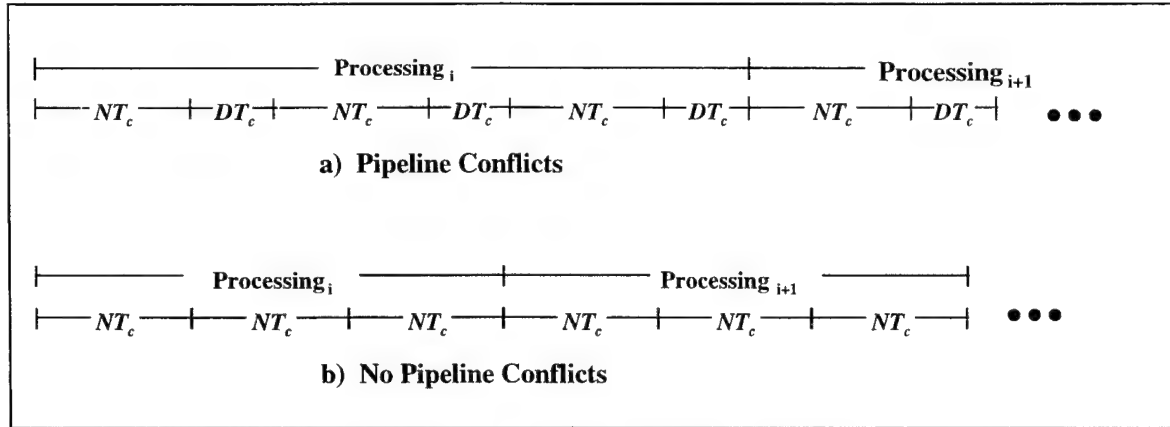 Processing i Processing i+1
NTc DTc NTc DTc NTc DTc NTc DTc •••
a) Pipeline Conflicts
Processing i Processing i+1
NTc NTc NTc NTc NTc NTc •••
b) No Pipeline Conflicts